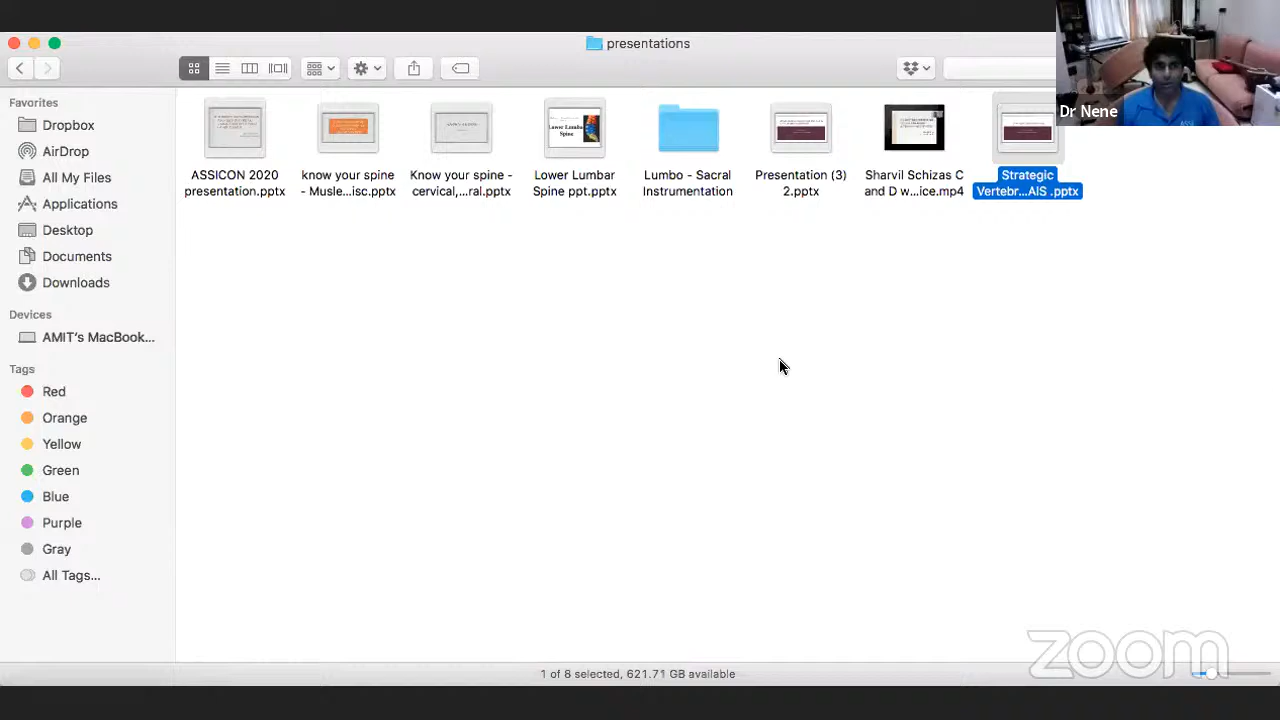 presentations
Dr Nene
Favorites
Dropbox
AirDrop
All My Files
Applications
Desktop
Documents
Downloads
Devices
AMIT's MacBook...
Tags
Red
Orange
Yellow
Green
Blue
Purple
Gray
All Tags...
ASSICON 2020
presentation.pptx
know your spine
- Musle...isc.pptx
Know your spine -
cervical,...ral.pptx
Lower Lumbar
Spine ppt.pptx
Lumbo - Sacral
Instrumentation
Presentation (3)
2.pptx
Sharvil Schizas C
and D w...ice.mp4
Strategic
Vertebr...AIS .pptx
1 of 8 selected, 621.71 GB available
zoom